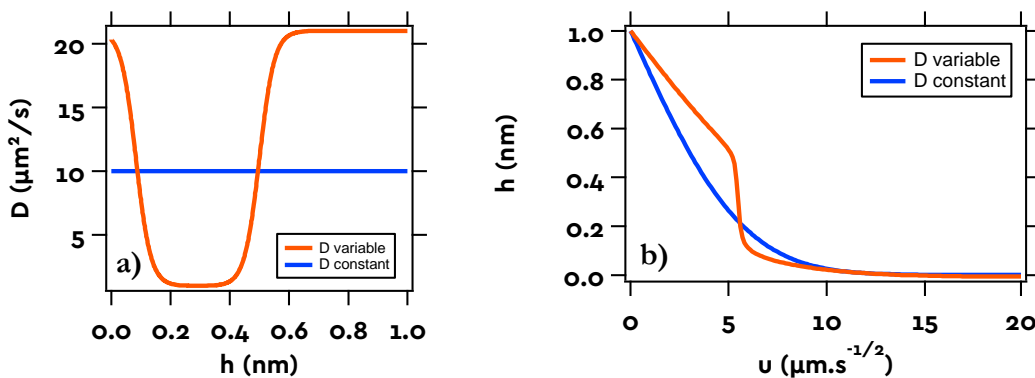 20
15
10
5
D (µm²/s)
a)
D variable
D constant
0.0 0.2 0.4 0.6 0.8 1.0
h (nm)
1.0
0.8
0.6
0.4
0.2
0.0
h (nm)
D variable
D constant
b)
0 5 10 15 20
u (µm.s⁻¹/²)